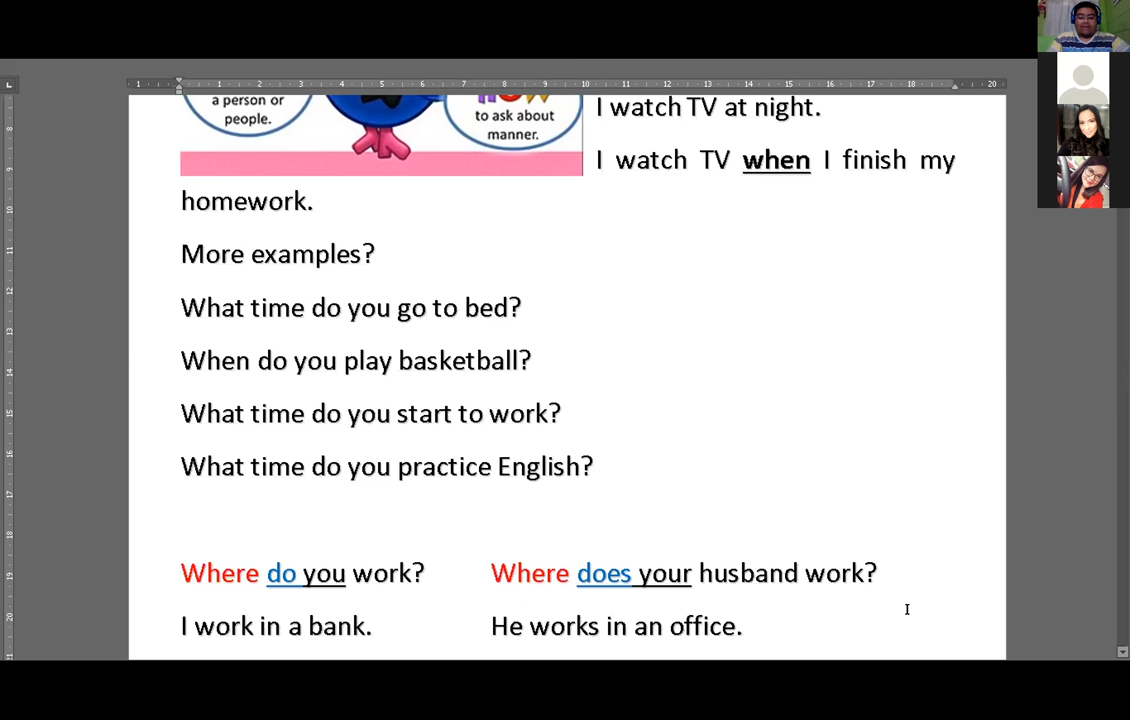 a person or
people.
HOW
to ask about
manner.
I watch TV at night.
I watch TV when I finish my
homework.
More examples?
What time do you go to bed?
When do you play basketball?
What time do you start to work?
What time do you practice English?
Where do you work? Where does your husband work?
I work in a bank. He works in an office.